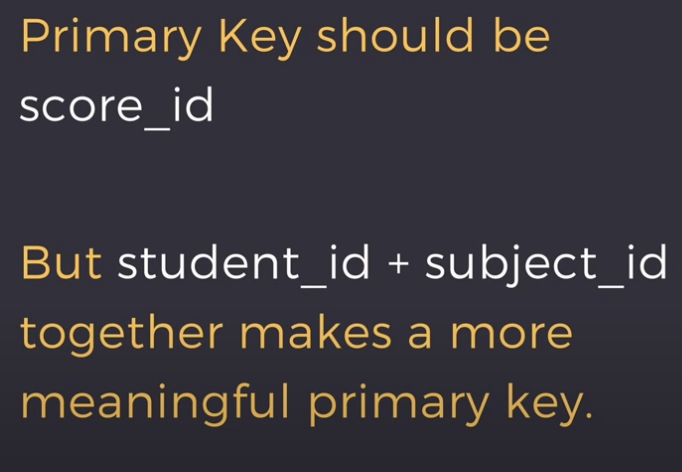 Primary Key should be
score_id
But student_id + subject_id
together makes a more
meaningful primary key.